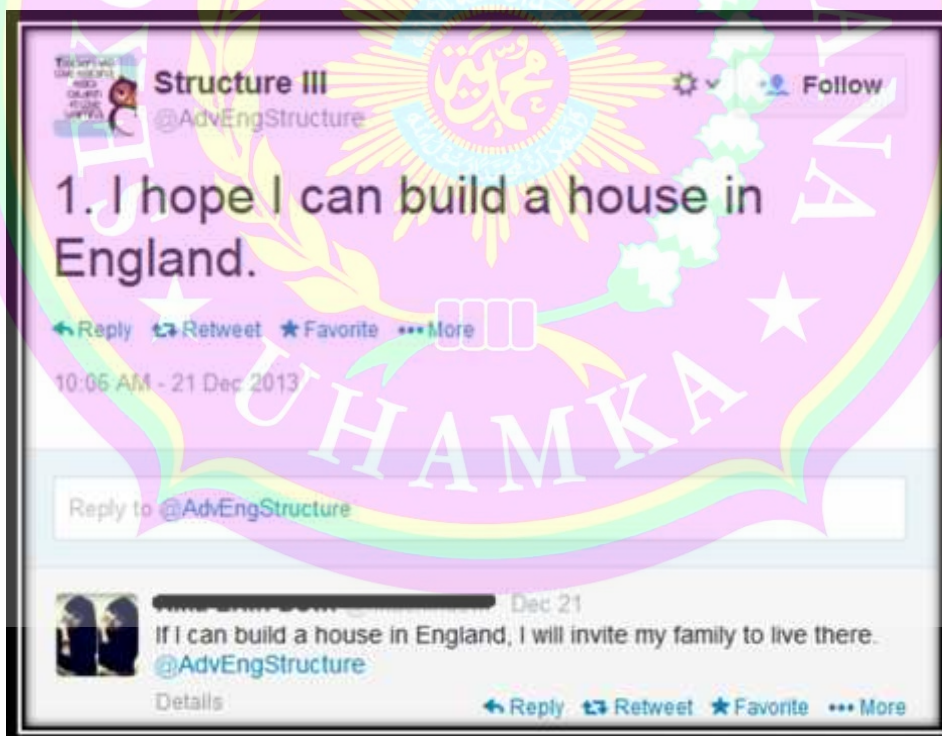 Structure III
Follow
@AdvEngStructure
1. I hope I can build a house in
England.
Reply Retweet Favorite More
10:05 AM - 21 Dec 2013
UHAMKA
Reply to @AdvEngStructure
Dec 21
If I can build a house in England, I will invite my family to live there.
@AdvEngStructure
Details
Reply Retweet Favorite More